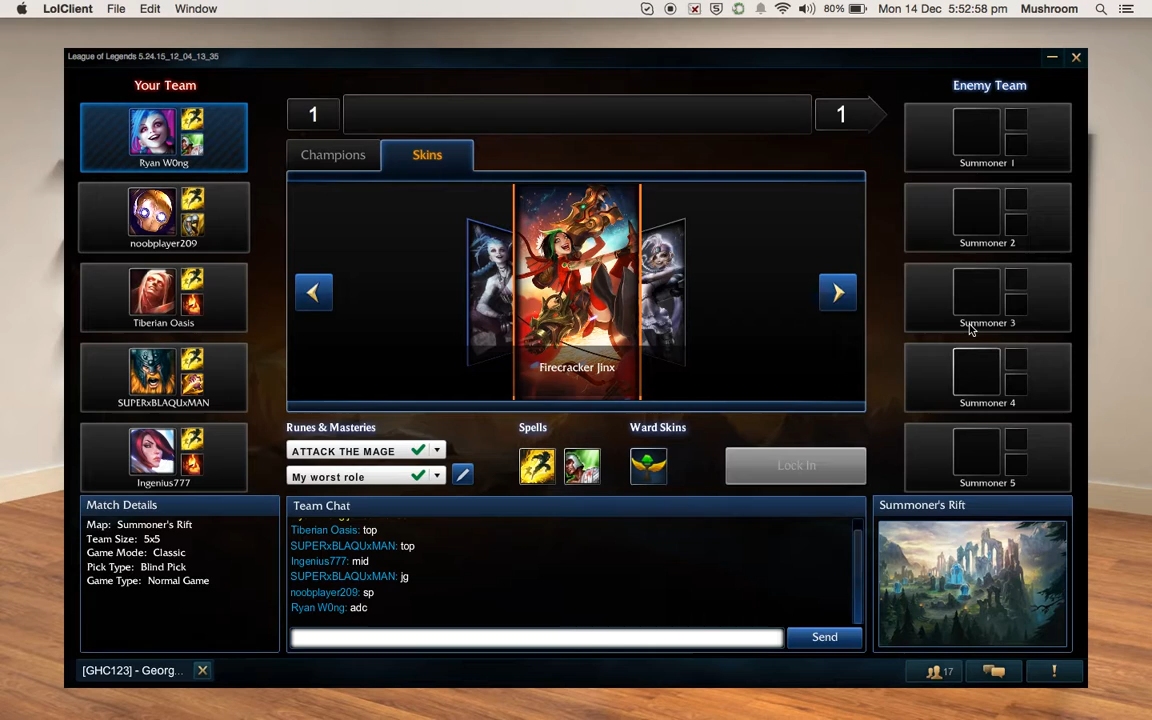 LolClient File Edit Window
80% Mon 14 Dec 5:52:58 pm Mushroom
League of Legends 5.24.15_12_04_13_35
Your Team
Ryan W0ng
noobplayer209
Tiberian Oasis
SUPERxBLAQUxMAN
Ingenius777
1
1
Champions Skins
Firecracker Jinx
Runes & Masteries
ATTACK THE MAGE
My worst role
Spells
Ward Skins
Lock In
Enemy Team
Summoner 1
Summoner 2
Summoner 3
Summoner 4
Summoner 5
Match Details
Map: Summoner's Rift
Team Size: 5x5
Game Mode: Classic
Pick Type: Blind Pick
Game Type: Normal Game
Team Chat
Tiberian Oasis: top
SUPERxBLAQUxMAN: top
Ingenius777: mid
SUPERxBLAQUxMAN: jg
noobplayer209: sp
Ryan W0ng: adc
Send
Summoner's Rift
[GHC123] - Georg...
17